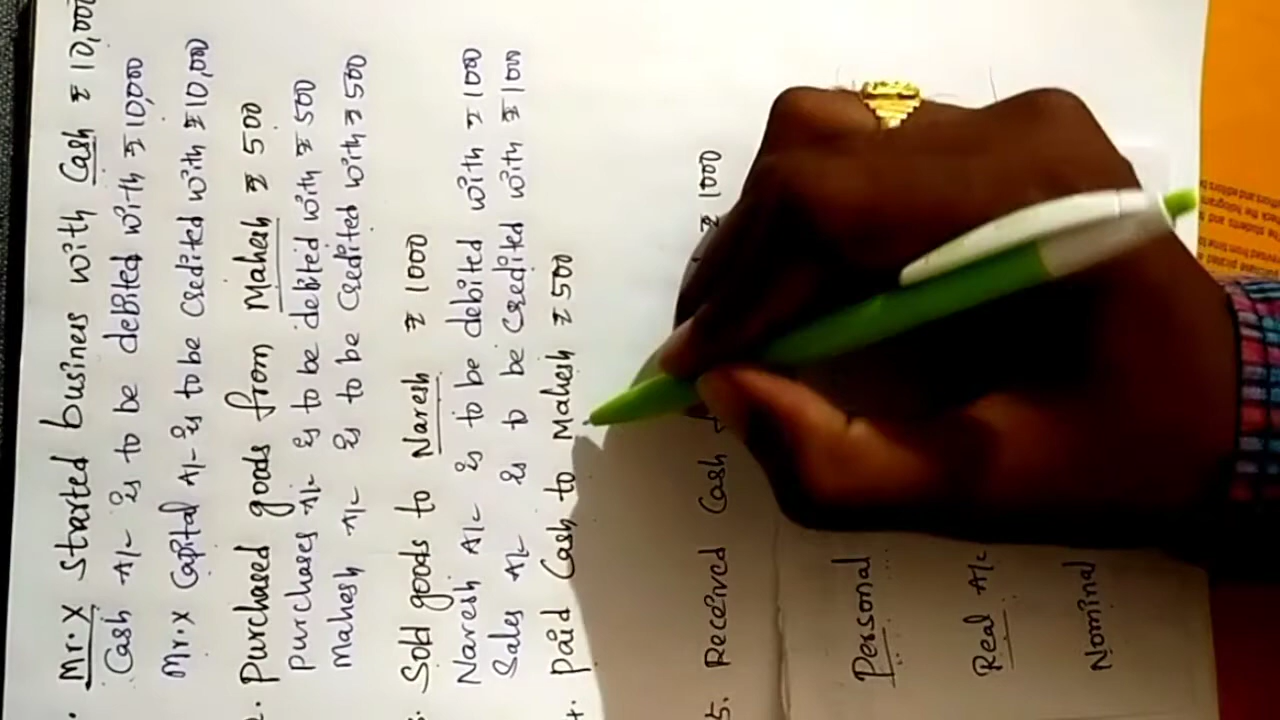 . Mr.X Started business with Cash ₹ 10,000
Cash A/c is to be debited with ₹ 10,000
Mr.X Capital A/c is to be credited with ₹ 10,000
2. Purchased goods from Mahesh ₹ 500
Purchases A/c is to be debited with ₹ 500
Mahesh A/c is to be credited with ₹ 500
Sold goods to Naresh ₹ 1000
Naresh A/c is to be debited with ₹ 1000
Sales A/c is to be credited with ₹ 1000
Paid Cash to Mahesh ₹ 500
5. Received Cash ₹ 1000
Personal
Real A/c
Nominal